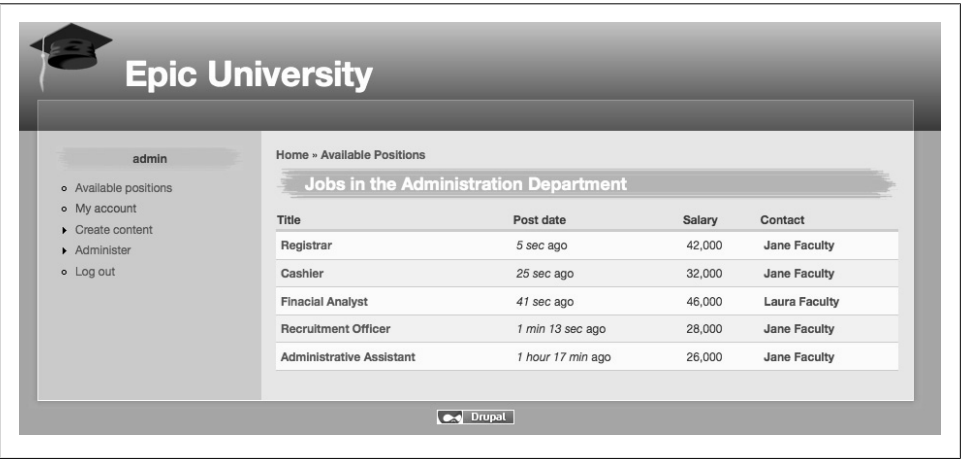 Epic University
admin
Available positions
My account
Create content
Administer
Log out
Home » Available Positions
Jobs in the Administration Department
Title Post date Salary Contact
Registrar 5 sec ago 42,000 Jane Faculty
Cashier 25 sec ago 32,000 Jane Faculty
Finacial Analyst 41 sec ago 46,000 Laura Faculty
Recruitment Officer 1 min 13 sec ago 28,000 Jane Faculty
Administrative Assistant 1 hour 17 min ago 26,000 Jane Faculty
Drupal